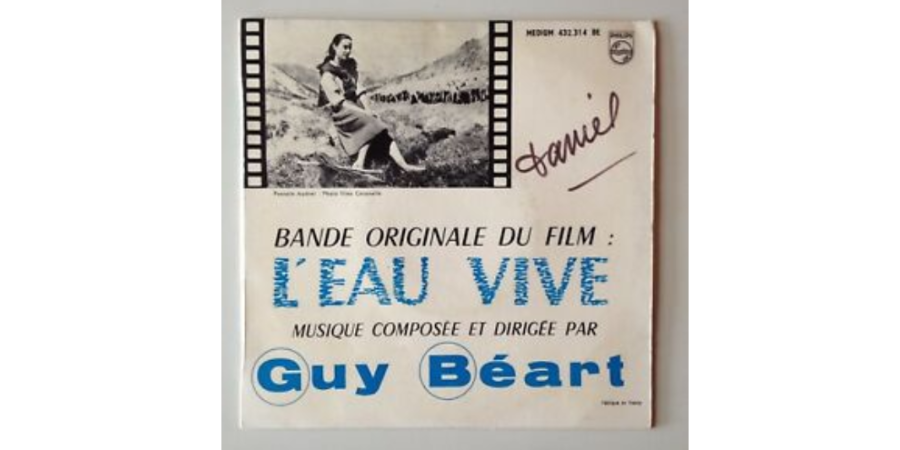 MEDIUM 432.314 BE
PHILIPS
Daniel
BANDE ORIGINALE DU FILM :
L'EAU VIVE
MUSIQUE COMPOSÉE ET DIRIGÉE PAR
Guy Béart